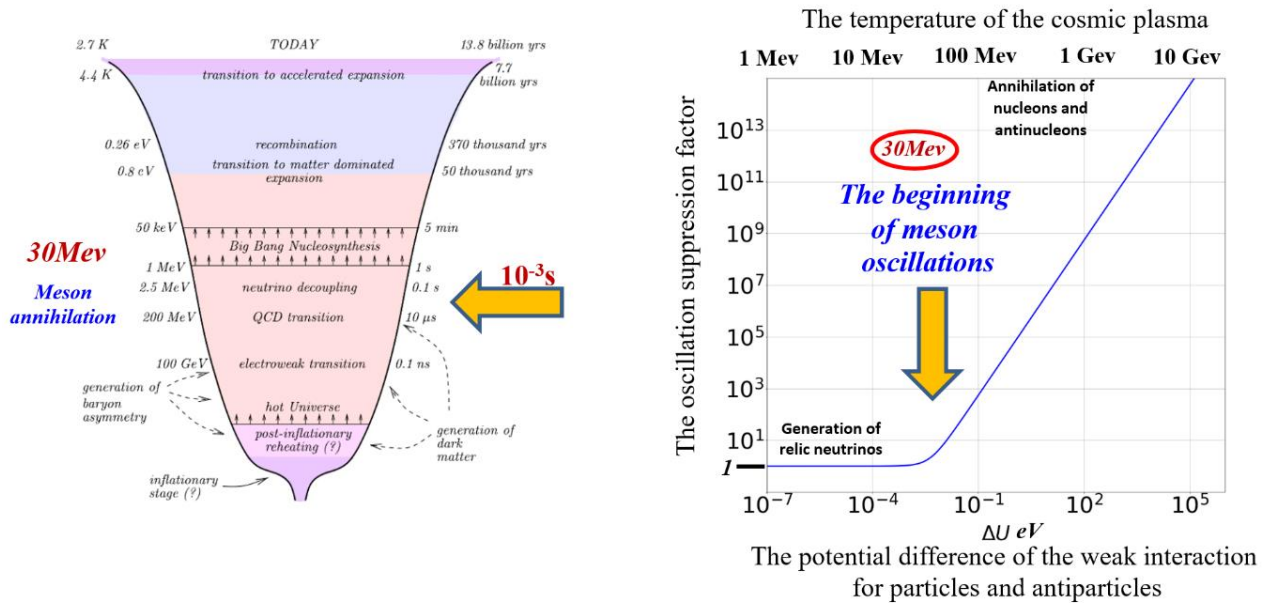 2.7 K TODAY 13.8 billion yrs
4.4 K transition to accelerated expansion 7.7
billion yrs
0.26 eV recombination 370 thousand yrs
0.8 eV transition to matter dominated 50 thousand yrs
expansion
50 keV 5 min
Big Bang Nucleosynthesis
1 MeV 1 s
2.5 MeV neutrino decoupling 0.1 s
200 MeV QCD transition 10 μs
100 GeV electroweak transition 0.1 ns
generation of
baryon
asymmetry
hot Universe
post-inflationary
reheating (?)
generation of
dark
matter
inflationary
stage (?)
30Mev
Meson
annihilation
10-3s
The temperature of the cosmic plasma
1 Mev 10 Mev 100 Mev 1 Gev 10 Gev
Annihilation of
nucleons and
antinucleons
30Mev
The beginning
of meson
oscillations
Generation of
relic neutrinos
The oscillation suppression factor
10^13
10^11
10^9
10^7
10^5
10^3
10^1
1
10^-7 10^-4 10^-1 10^2 10^5
ΔU eV
The potential difference of the weak interaction
for particles and antiparticles